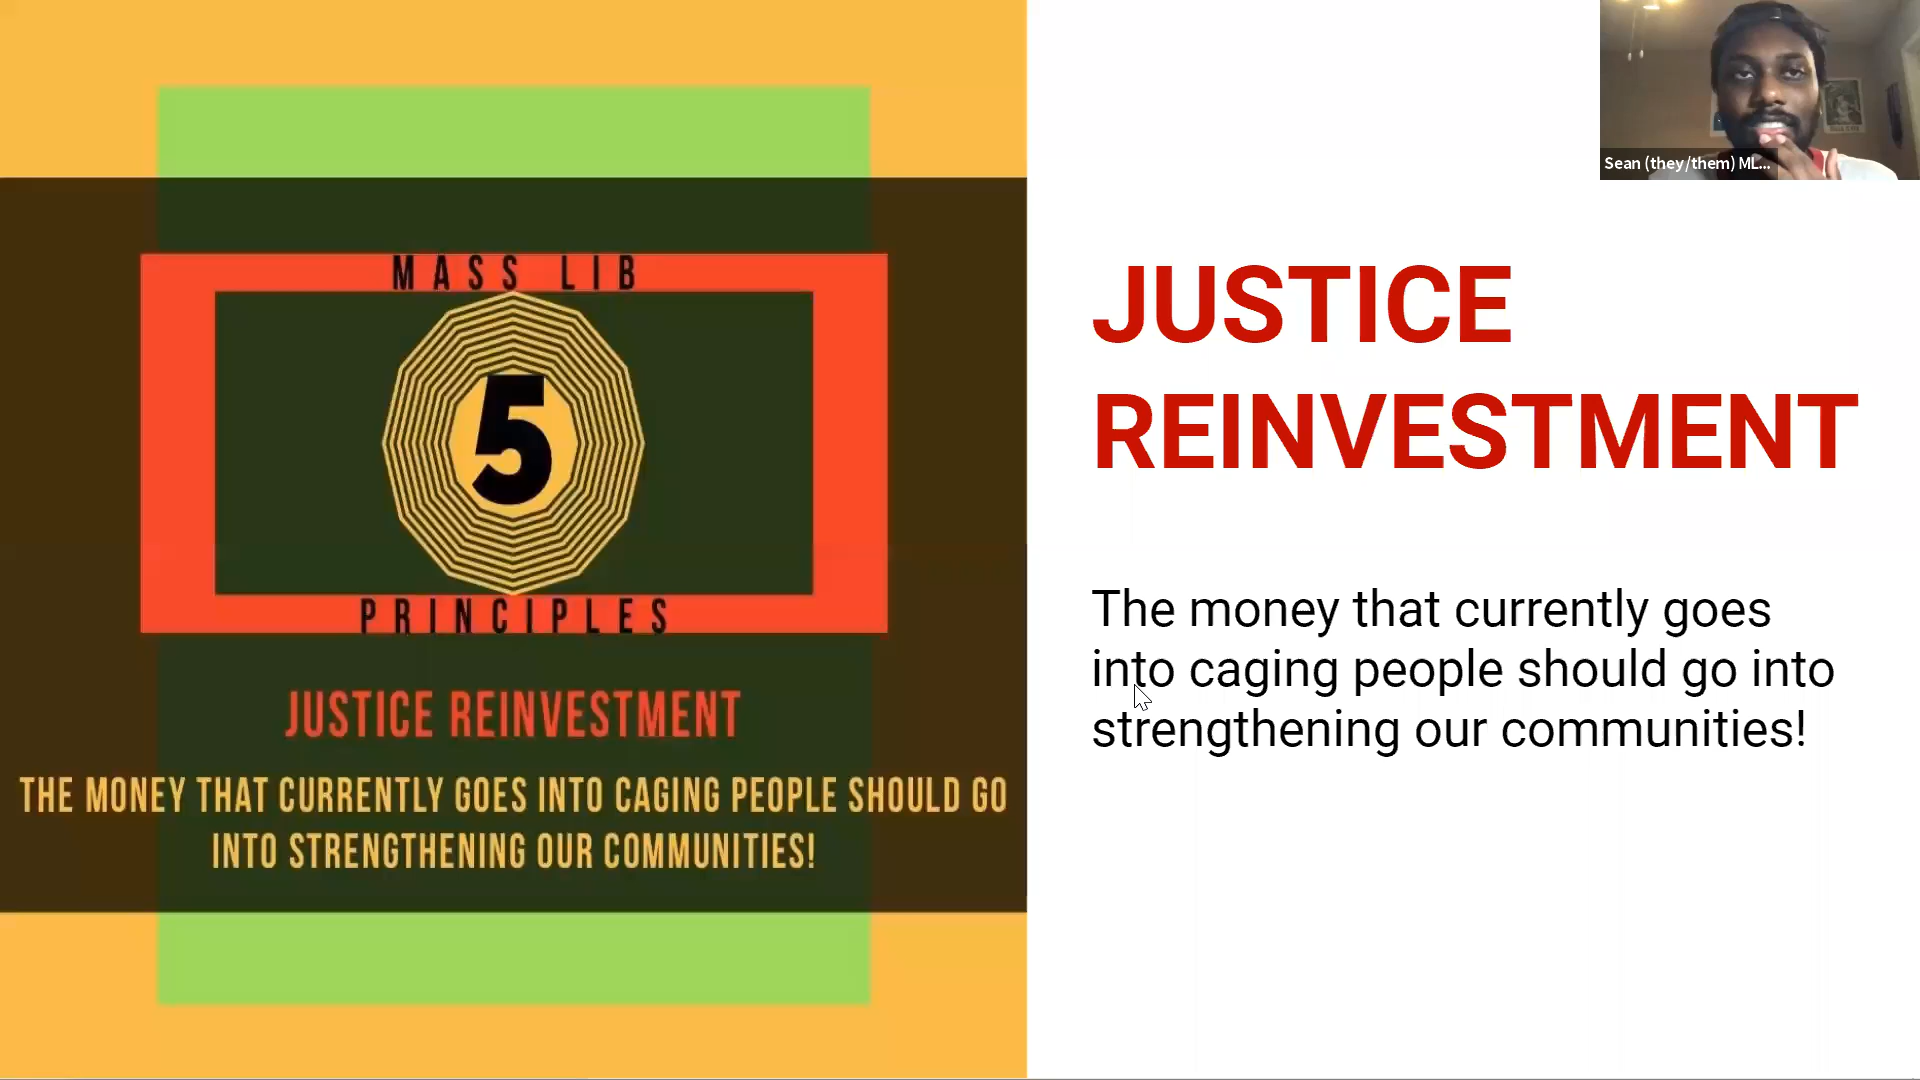 MASS LIB
5
PRINCIPLES
JUSTICE REINVESTMENT
THE MONEY THAT CURRENTLY GOES INTO CAGING PEOPLE SHOULD GO
INTO STRENGTHENING OUR COMMUNITIES!
JUSTICE
REINVESTMENT
The money that currently goes
into caging people should go into
strengthening our communities!
Sean (they/them) ML...